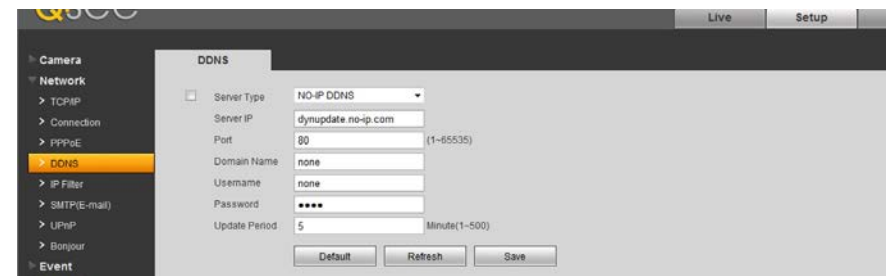 Live Setup
Camera
Network
TCP/IP
Connection
PPPoE
DDNS
IP Filter
SMTP(E-mail)
UPnP
Bonjour
Event
DDNS
Server Type NO-IP DDNS
Server IP dynupdate.no-ip.com
Port 80 (1~65535)
Domain Name none
Username none
Password ••••
Update Period 5 Minute(1~500)
Default Refresh Save